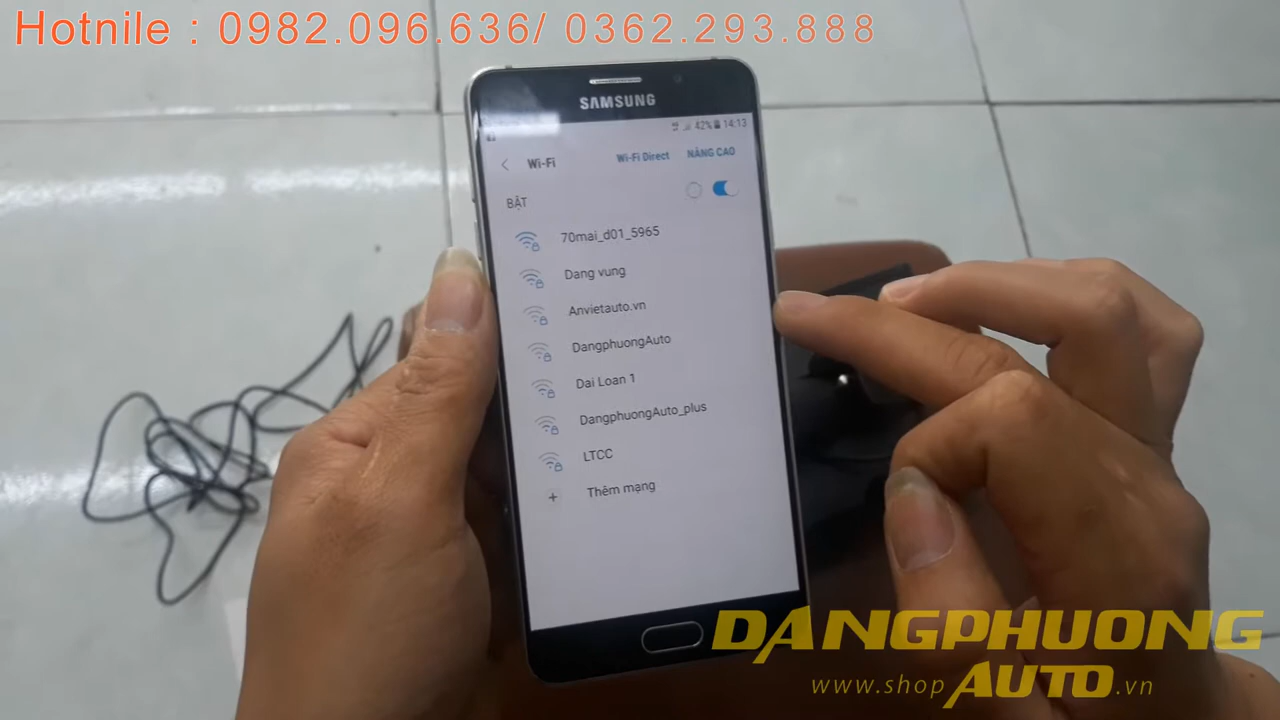 Hotnile : 0982.096.636/ 0362.293.888
SAMSUNG
42% 14:13
Wi-Fi Wi-Fi Direct NÂNG CAO
BẬT
70mai_d01_5965
Dang vung
Anvietauto.vn
DangphuongAuto
Dai Loan 1
DangphuongAuto_plus
LTCC
Thêm mạng
DANGPHUONG
www.shop AUTO.vn